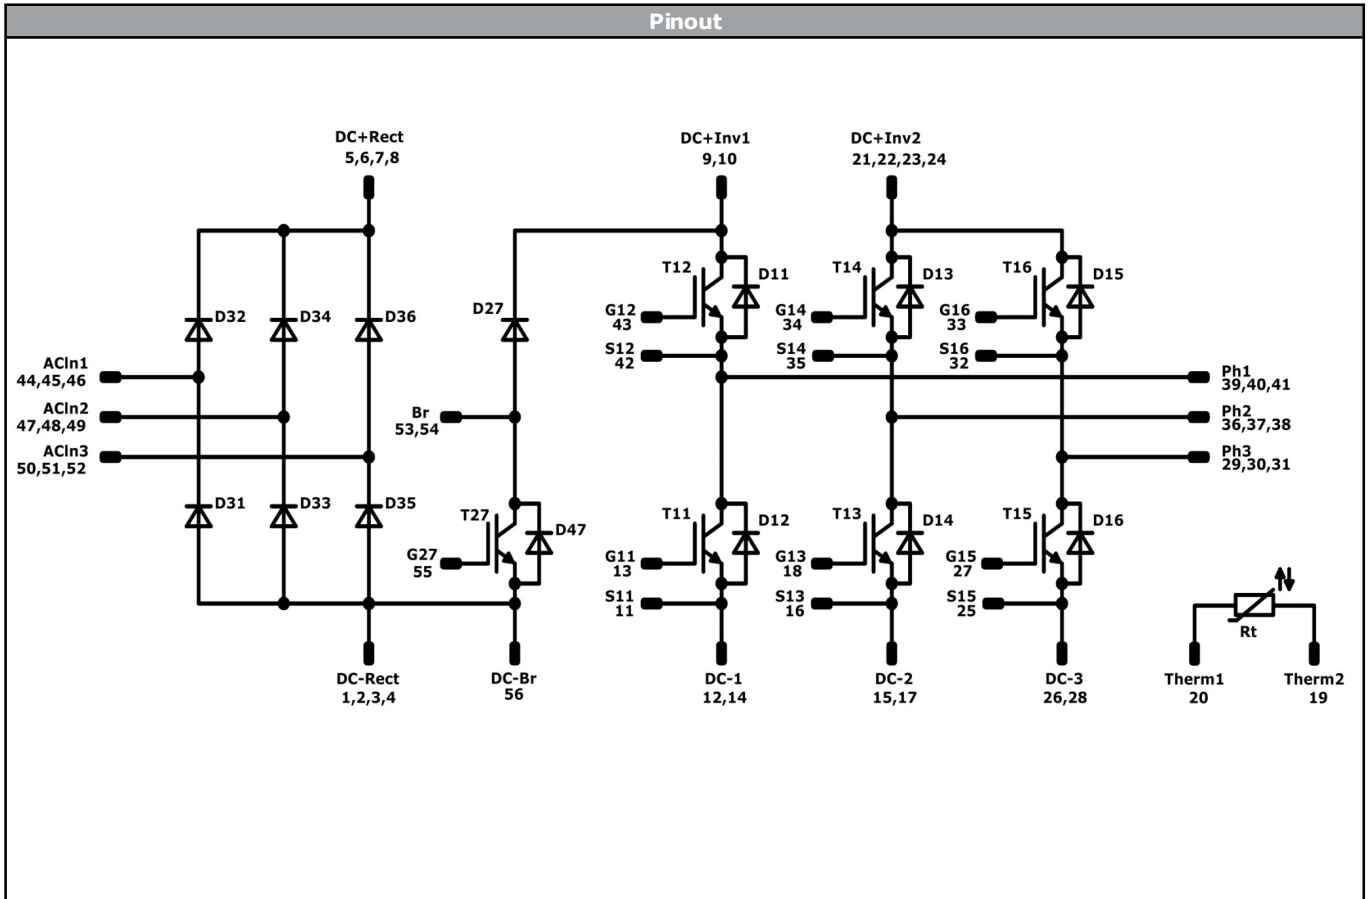 Pinout
DC+Rect
5,6,7,8
DC+Inv1
9,10
DC+Inv2
21,22,23,24
T12
D11
T14
D13
T16
D15
D32
D34
D36
D27
G12
43
G14
34
G16
33
S12
42
S14
35
S16
32
ACIn1
44,45,46
ACIn2
47,48,49
ACIn3
50,51,52
Br
53,54
Ph1
39,40,41
Ph2
36,37,38
Ph3
29,30,31
D31
D33
D35
T27
D47
T11
D12
T13
D14
T15
D16
G27
55
G11
13
G13
18
G15
27
S11
11
S13
16
S15
25
Rt
DC-Rect
1,2,3,4
DC-Br
56
DC-1
12,14
DC-2
15,17
DC-3
26,28
Therm1
20
Therm2
19